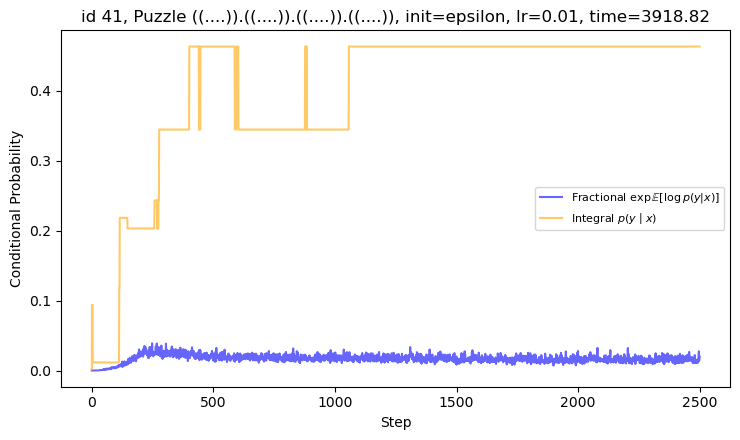 id 41, Puzzle ((....)).((....)).((....)).((....)), init=epsilon, lr=0.01, time=3918.82
Conditional Probability
0.4
0.3
0.2
0.1
0.0
Fractional exp𝔼[log p(y|x)]
Integral p(y | x)
0
500
1000
1500
2000
2500
Step